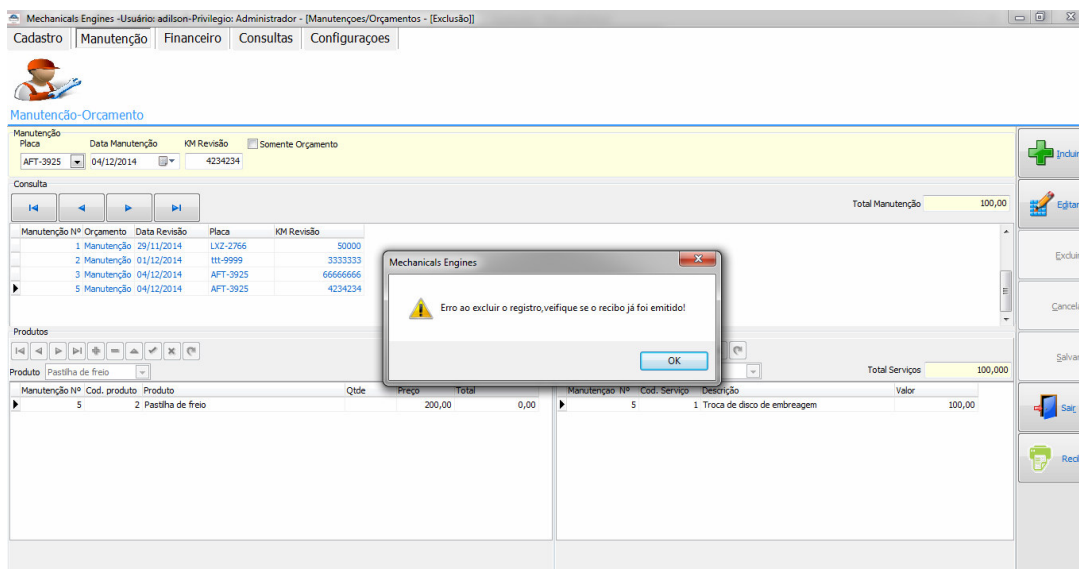 Mechanicals Engines -Usuário: adilson-Privilegio: Administrador - [Manutençoes/Orçamentos - [Exclusão]]
Cadastro Manutenção Financeiro Consultas Configuraçoes
Manutencão-Orcamento
Manutenção
Placa Data Manutenção KM Revisão Somente Orçamento
AFT-3925 04/12/2014 4234234
Incluir
Consulta
Total Manutenção 100,00
Editar
Manutenção Nº Orçamento Data Revisão Placa KM Revisão
1 Manutenção 29/11/2014 LXZ-2766 50000
2 Manutenção 01/12/2014 ttt-9999 3333333
3 Manutenção 04/12/2014 AFT-3925 66666666
5 Manutenção 04/12/2014 AFT-3925 4234234
Excluir
Mechanicals Engines
Erro ao excluir o registro,veifique se o recibo já foi emitido!
OK
Cancela
Produtos
Produto Pastilha de freio
Total Serviços 100,000
Salvar
Manutenção Nº Cod. produto Produto Qtde Preço Total
5 2 Pastilha de freio 200,00 0,00
Manutençao Nº Cod. Serviço Descrição Valor
5 1 Troca de disco de embreagem 100,00
Sair
Reci